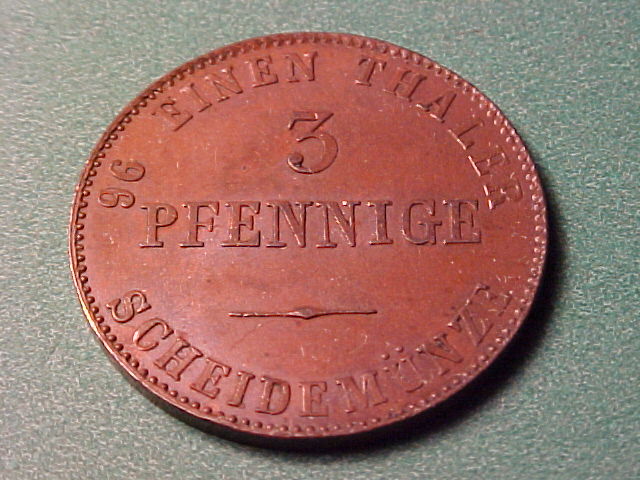 96 EINEN THALER
3
PFENNIGE
SCHEIDEMÜNZE